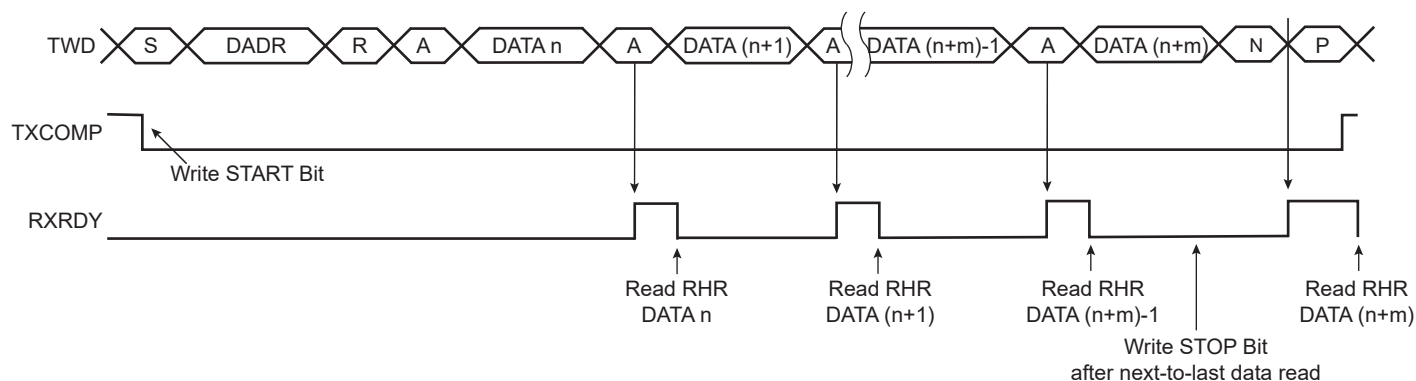 TWD S DADR R A DATA n A DATA (n+1) A DATA (n+m)-1 A DATA (n+m) N P
TXCOMP
Write START Bit
RXRDY
Read RHR
DATA n
Read RHR
DATA (n+1)
Read RHR
DATA (n+m)-1
Read RHR
DATA (n+m)
Write STOP Bit
after next-to-last data read